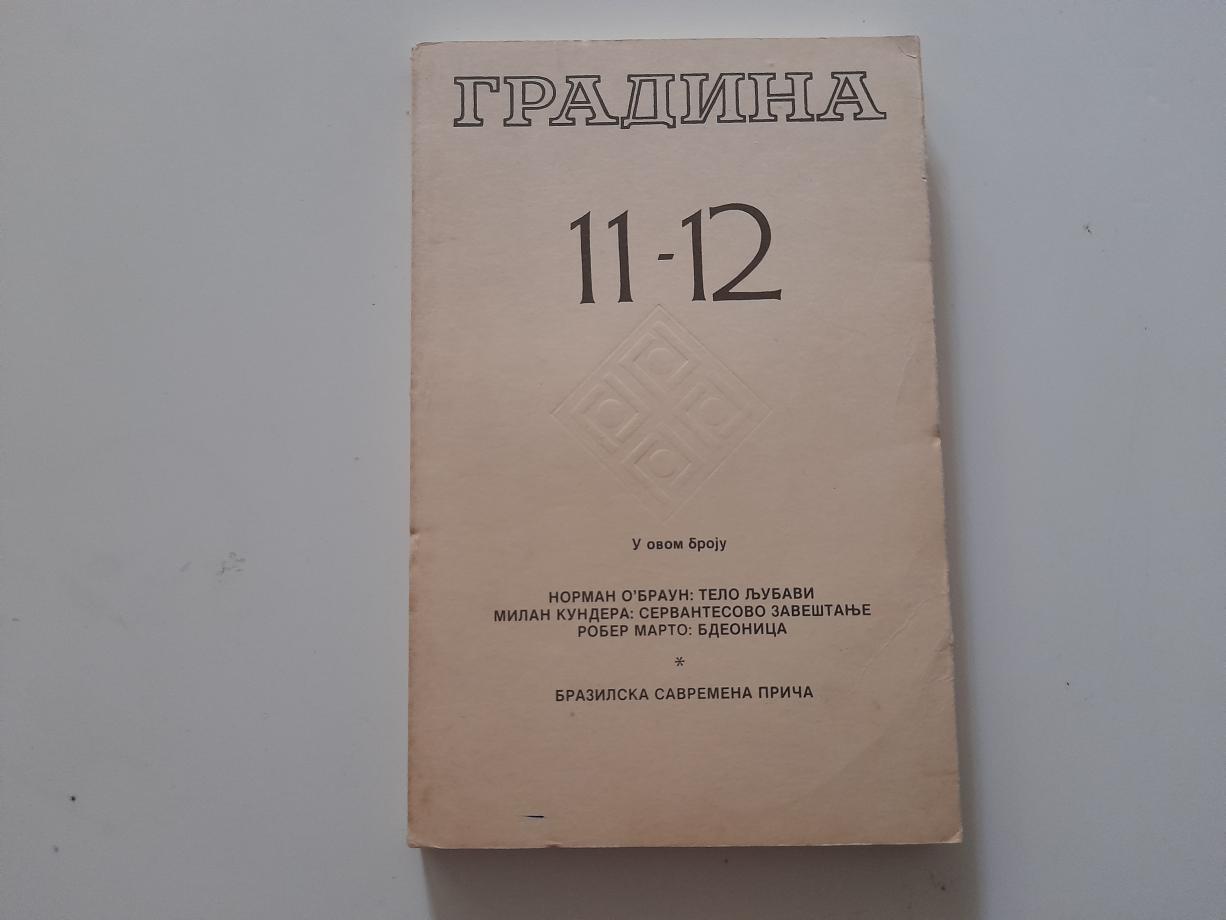 ГРАДИНА
11-12
У овом броју
НОРМАН О'БРАУН: ТЕЛО ЉУБАВИ
МИЛАН КУНДЕРА: СЕРВАНТЕСОВО ЗАВЕШТАЊЕ
РОБЕР МАРТО: БДЕОНИЦА
*
БРАЗИЛСКА САВРЕМЕНА ПРИЧА